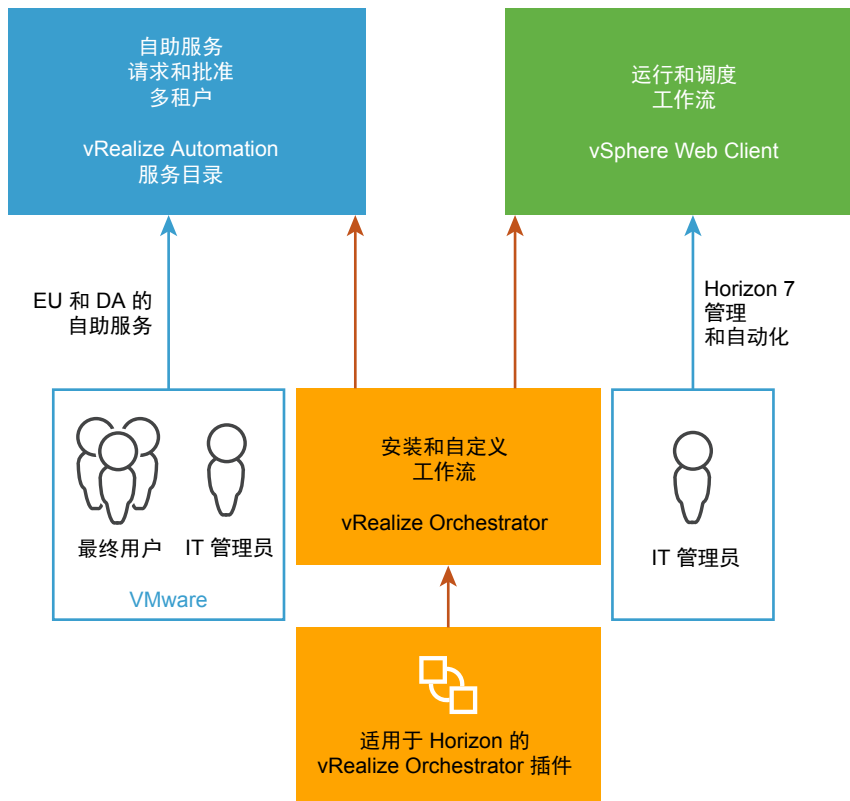 自助服务
请求和批准
多租户
vRealize Automation
服务目录
运行和调度
工作流
vSphere Web Client
EU 和 DA 的
自助服务
Horizon 7
管理
和自动化
最终用户
IT 管理员
VMware
安装和自定义
工作流
vRealize Orchestrator
IT 管理员
适用于 Horizon 的
vRealize Orchestrator 插件